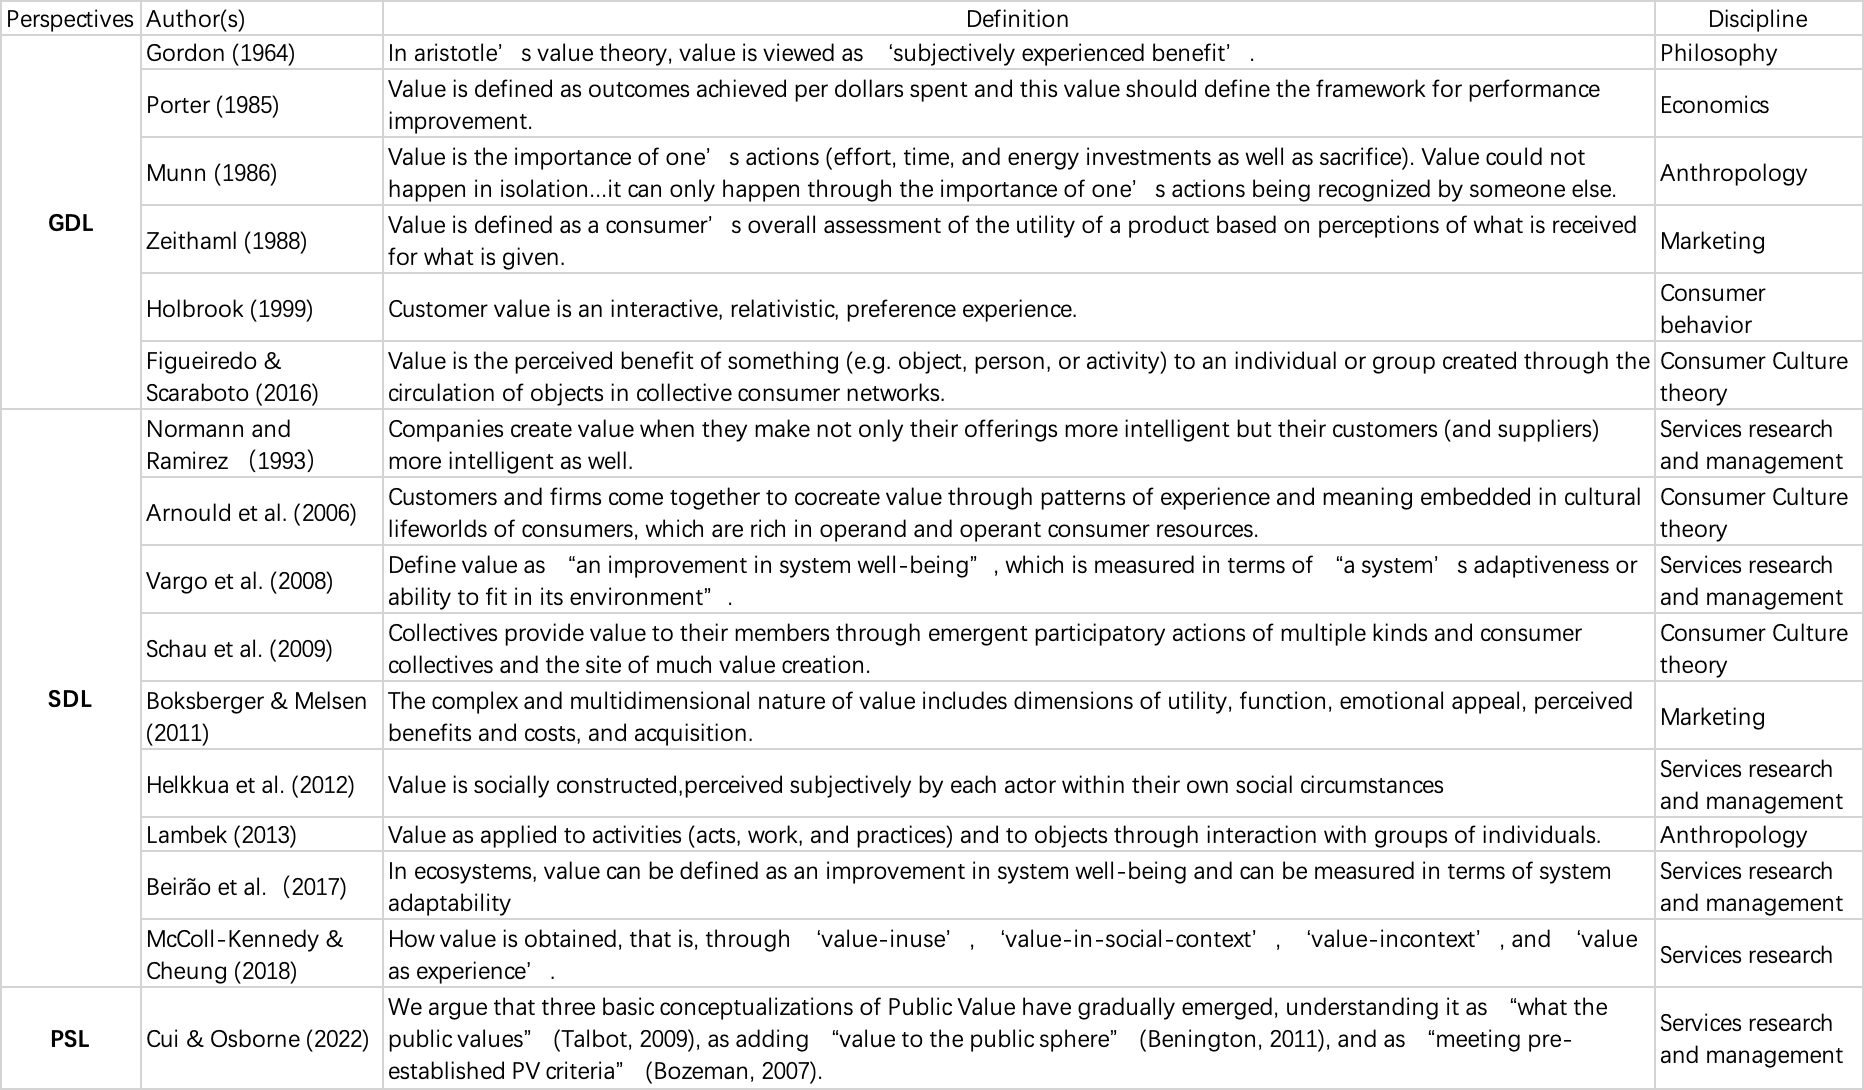 Perspectives Author(s) Definition Discipline
GDL
Gordon (1964) In aristotle’ s value theory, value is viewed as ‘subjectively experienced benefit’ . Philosophy
Porter (1985)
Value is defined as outcomes achieved per dollars spent and this value should define the framework for performance
improvement.
Economics
Munn (1986)
Value is the importance of one’ s actions (effort, time, and energy investments as well as sacrifice). Value could not
happen in isolation...it can only happen through the importance of one’ s actions being recognized by someone else.
Anthropology
Zeithaml (1988)
Value is defined as a consumer’ s overall assessment of the utility of a product based on perceptions of what is received
for what is given.
Marketing
Holbrook (1999)
Customer value is an interactive, relativistic, preference experience.
Consumer
behavior
Figueiredo &
Scaraboto (2016)
Value is the perceived benefit of something (e.g. object, person, or activity) to an individual or group created through the
circulation of objects in collective consumer networks.
Consumer Culture
theory
SDL
Normann and
Ramirez （1993）
Companies create value when they make not only their offerings more intelligent but their customers (and suppliers)
more intelligent as well.
Services research
and management
Arnould et al. (2006)
Customers and firms come together to cocreate value through patterns of experience and meaning embedded in cultural
lifeworlds of consumers, which are rich in operand and operant consumer resources.
Consumer Culture
theory
Vargo et al. (2008)
Define value as “an improvement in system well-being” , which is measured in terms of “a system’ s adaptiveness or
ability to fit in its environment” .
Services research
and management
Schau et al. (2009)
Collectives provide value to their members through emergent participatory actions of multiple kinds and consumer
collectives and the site of much value creation.
Consumer Culture
theory
Boksberger & Melsen
(2011)
The complex and multidimensional nature of value includes dimensions of utility, function, emotional appeal, perceived
benefits and costs, and acquisition.
Marketing
Helkkua et al. (2012)
Value is socially constructed,perceived subjectively by each actor within their own social circumstances
Services research
and management
Lambek (2013) Value as applied to activities (acts, work, and practices) and to objects through interaction with groups of individuals. Anthropology
Beirão et al.（2017）
In ecosystems, value can be defined as an improvement in system well-being and can be measured in terms of system
adaptability
Services research
and management
McColl-Kennedy &
Cheung (2018)
How value is obtained, that is, through ‘value-inuse’ , ‘value-in-social-context’ , ‘value-incontext’ , and ‘value
as experience’ .
Services research
PSL
Cui & Osborne (2022)
We argue that three basic conceptualizations of Public Value have gradually emerged, understanding it as “what the
public values” (Talbot, 2009), as adding “value to the public sphere” (Benington, 2011), and as “meeting pre-
established PV criteria” (Bozeman, 2007).
Services research
and management